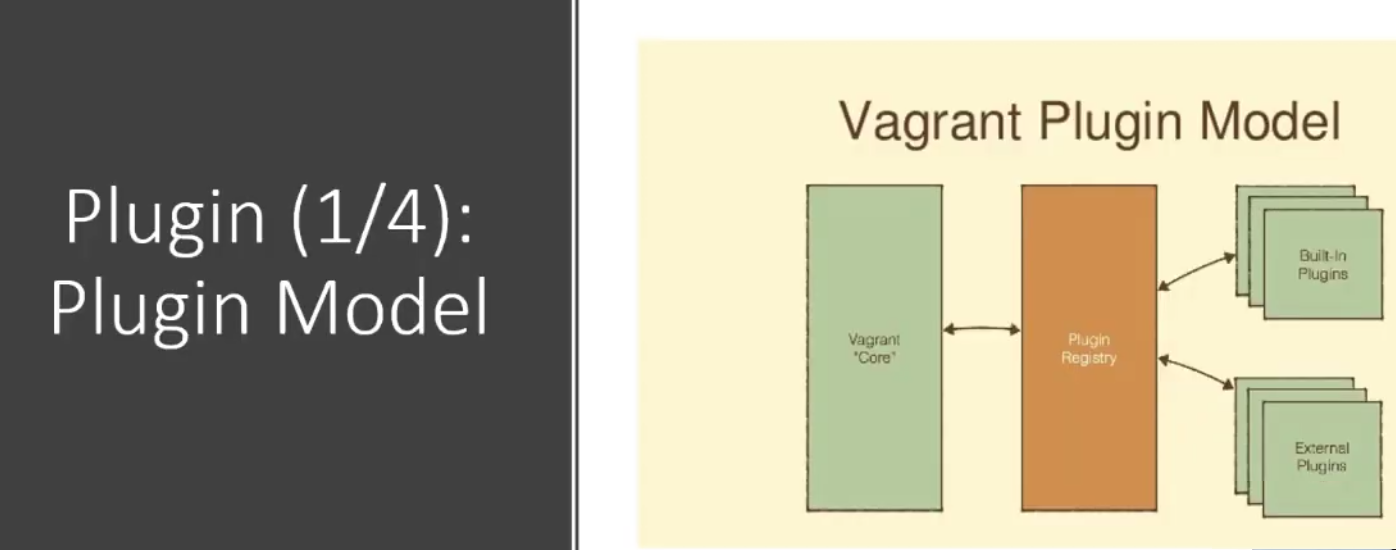 Plugin (1/4):
Plugin Model
Vagrant Plugin Model
Vagrant
"Core"
Plugin
Registry
Built-In
Plugins
External
Plugins